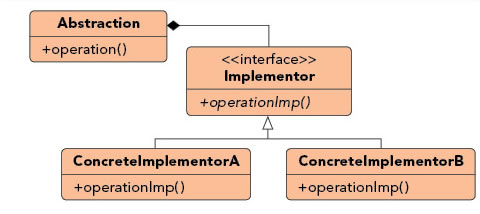 Abstraction
+operation()
<<interface>>
Implementor
+operationImp()
ConcreteImplementorA
+operationImp()
ConcreteImplementorB
+operationImp()